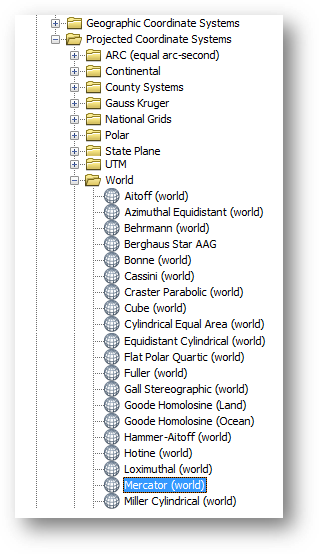 Geographic Coordinate Systems
Projected Coordinate Systems
ARC (equal arc-second)
Continental
County Systems
Gauss Kruger
National Grids
Polar
State Plane
UTM
World
Aitoff (world)
Azimuthal Equidistant (world)
Behrmann (world)
Berghaus Star AAG
Bonne (world)
Cassini (world)
Craster Parabolic (world)
Cube (world)
Cylindrical Equal Area (world)
Equidistant Cylindrical (world)
Flat Polar Quartic (world)
Fuller (world)
Gall Stereographic (world)
Goode Homolosine (Land)
Goode Homolosine (Ocean)
Hammer-Aitoff (world)
Hotine (world)
Loximuthal (world)
Mercator (world)
Miller Cylindrical (world)